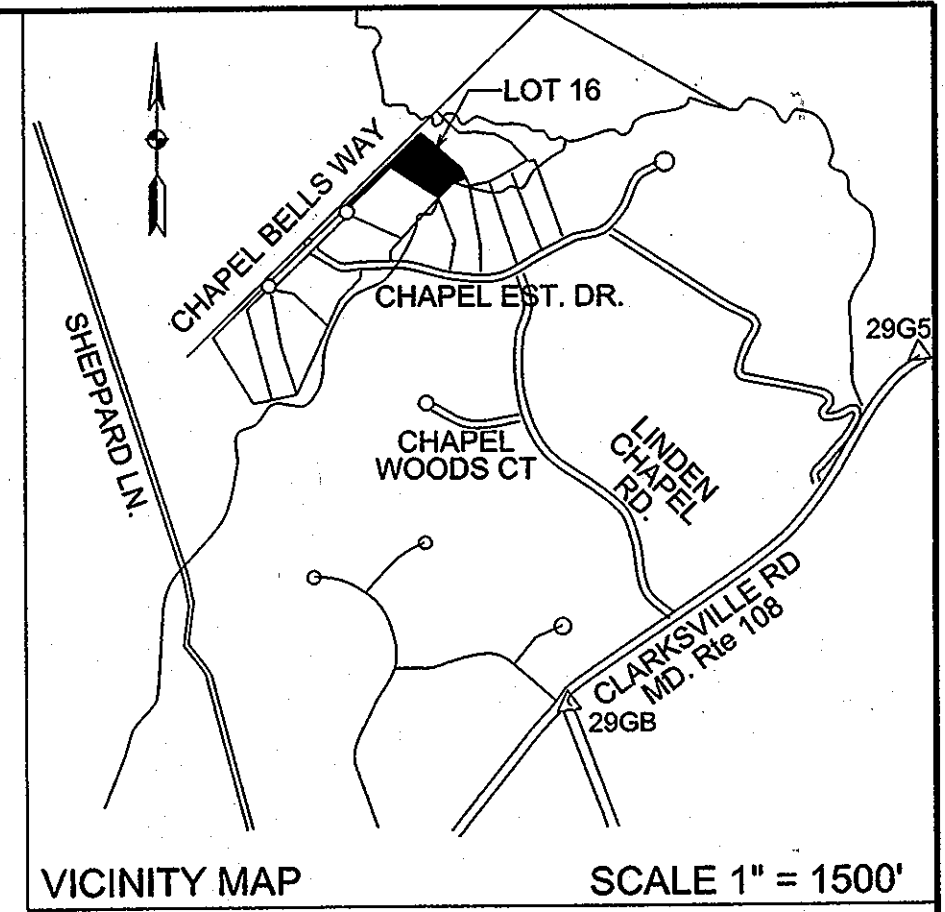 LOT 16
CHAPEL BELLS WAY
CHAPEL EST. DR.
29G5
SHEPPARD LN.
CHAPEL
WOODS CT
LINDEN
CHAPEL
RD.
CLARKSVILLE RD
MD. Rte 108
29GB
VICINITY MAP
SCALE 1" = 1500'